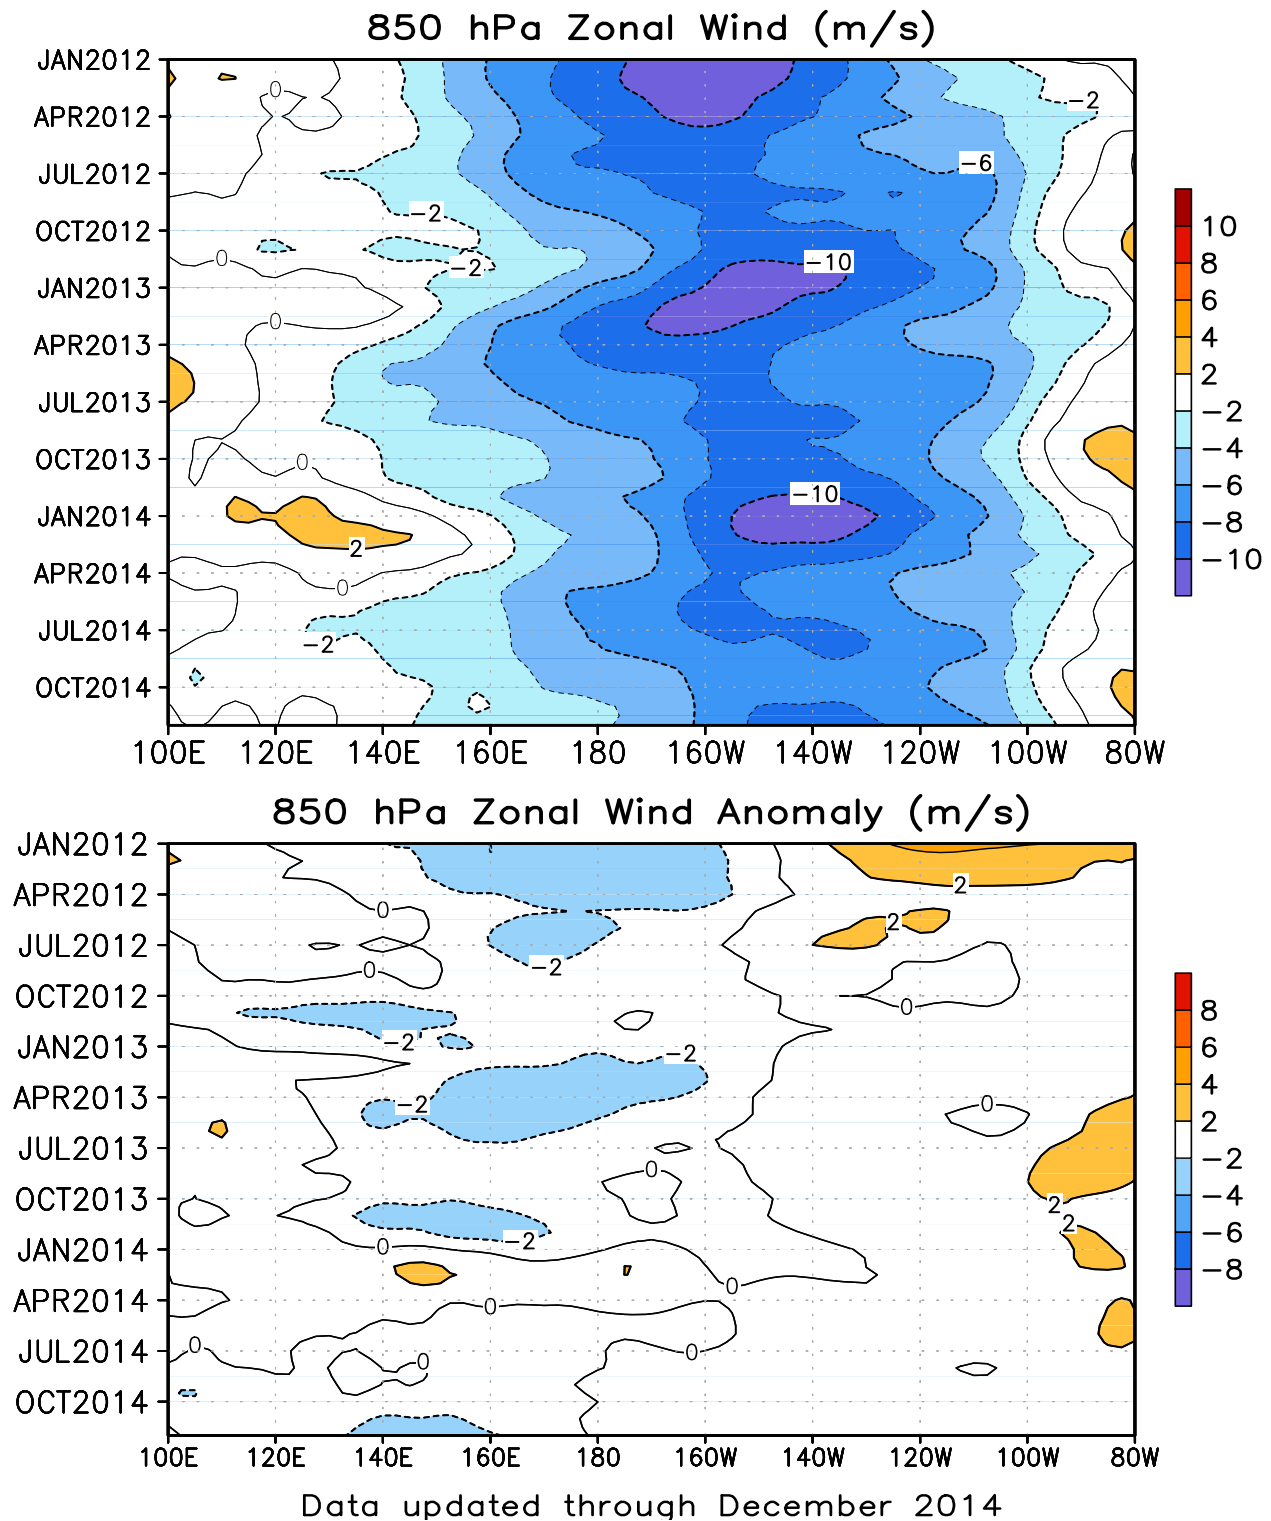 850 hPa Zonal Wind (m/s)
JAN2012
APR2012
JUL2012
OCT2012
JAN2013
APR2013
JUL2013
OCT2013
JAN2014
APR2014
JUL2014
OCT2014
0
-2
-6
-2
0
-2
-10
0
0
-10
2
0
-2
100E 120E 140E 160E 180 160W 140W 120W 100W 80W
10
8
6
4
2
-2
-4
-6
-8
-10
850 hPa Zonal Wind Anomaly (m/s)
JAN2012
APR2012
JUL2012
OCT2012
JAN2013
APR2013
JUL2013
OCT2013
JAN2014
APR2014
JUL2014
OCT2014
2
0
2
-2
0
0
-2
-2
-2
0
0
2
2
-2
0
0
0
0
0
0
100E 120E 140E 160E 180 160W 140W 120W 100W 80W
8
6
4
2
-2
-4
-6
-8
Data updated through December 2014